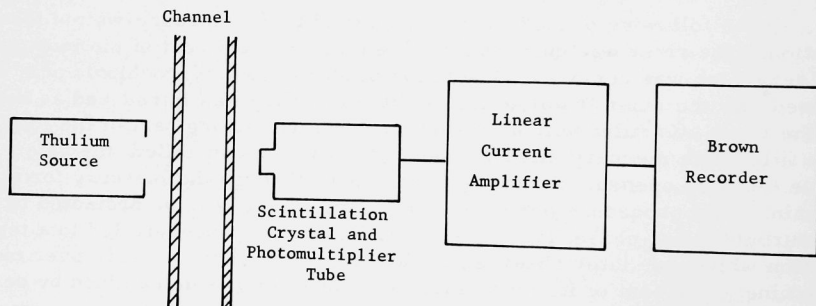 Channel
Thulium
Source
Scintillation
Crystal and
Photomultiplier
Tube
Linear
Current
Amplifier
Brown
Recorder